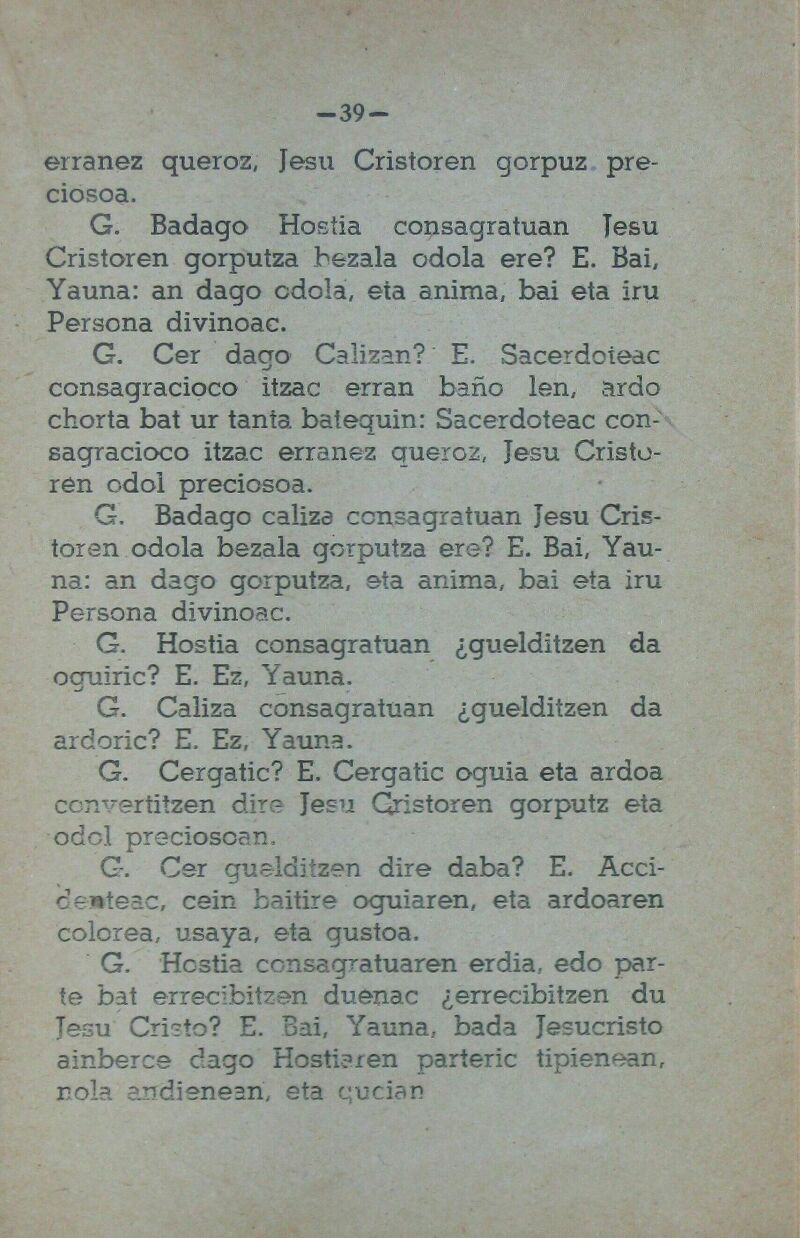 —39—
erranez queroz, Jesu Cristoren gorpuz pre-
ciosoa.
G. Badago Hostia consagratuan Jesu
Cristoren gorputza bezala odola ere? E. Bai,
Yauna: an dago odola, eta anima, bai eta iru
Persona divinoac.
G. Cer dago Calizan? E. Sacerdoteac
consagracioco itzac erran baño len, ardo
chorta bat ur tanta batequin: Sacerdoteac con-
sagracioco itzac erranez queroz, Jesu Cristo-
ren odol preciosoa.
G. Badago caliza consagratuan Jesu Cris-
toren odola bezala gorputza ere? E. Bai, Yau-
na: an dago gorputza, eta anima, bai eta iru
Persona divinoac.
G. Hostia consagratuan ¿guelditzen da
oguiric? E. Ez, Yauna.
G. Caliza consagratuan ¿guelditzen da
ardoric? E. Ez, Yauna.
G. Cergatic? E. Cergatic oguia eta ardoa
convertitzen dire Jesu Cristoren gorputz eta
odol preciosoan.
G. Cer guelditzen dire daba? E. Acci-
denteac, cein baitire oguiaren, eta ardoaren
colorea, usaya, eta gustoa.
G. Hostia consagratuaren erdia, edo par-
te bat errecibitzen duenac ¿errecibitzen du
Jesu Cristo? E. Bai, Yauna, bada Jesucristo
ainberce dago Hostiaren parteric tipienean,
nola andienean, eta gucian